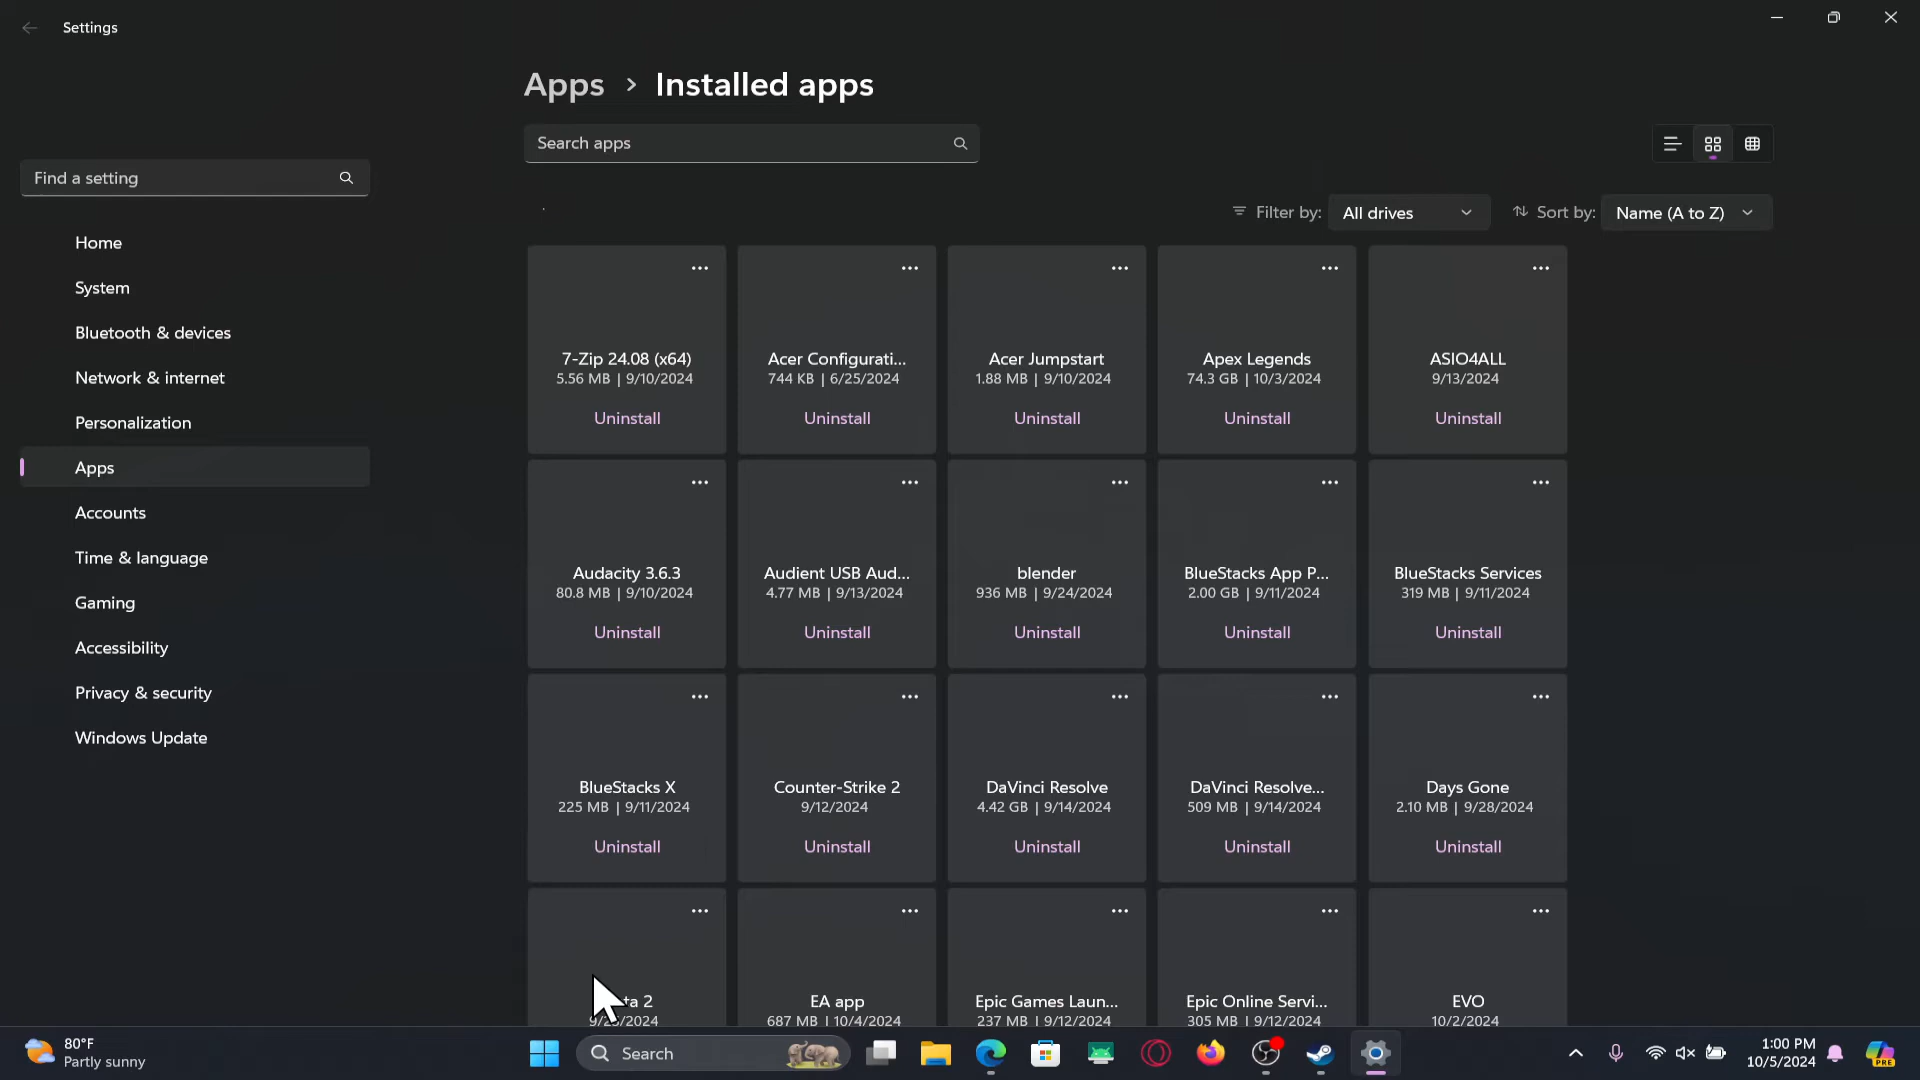 Settings
Apps > Installed apps
Search apps
Find a setting
Filter by: All drives
Sort by: Name (A to Z)
Home
System
Bluetooth & devices
Network & internet
Personalization
Apps
Accounts
Time & language
Gaming
Accessibility
Privacy & security
Windows Update
7-Zip 24.08 (x64)
5.56 MB | 9/10/2024
Uninstall
Acer Configurati...
744 KB | 6/25/2024
Uninstall
Acer Jumpstart
1.88 MB | 9/10/2024
Uninstall
Apex Legends
74.3 GB | 10/3/2024
Uninstall
ASIO4ALL
9/13/2024
Uninstall
Audacity 3.6.3
80.8 MB | 9/10/2024
Uninstall
Audient USB Aud...
4.77 MB | 9/13/2024
Uninstall
blender
936 MB | 9/24/2024
Uninstall
BlueStacks App P...
2.00 GB | 9/11/2024
Uninstall
BlueStacks Services
319 MB | 9/11/2024
Uninstall
BlueStacks X
225 MB | 9/11/2024
Uninstall
Counter-Strike 2
9/12/2024
Uninstall
DaVinci Resolve
4.42 GB | 9/14/2024
Uninstall
DaVinci Resolve...
509 MB | 9/14/2024
Uninstall
Days Gone
2.10 MB | 9/28/2024
Uninstall
2
EA app
687 MB | 10/4/2024
Epic Games Laun...
237 MB | 9/12/2024
Epic Online Servi...
305 MB | 9/12/2024
EVO
10/2/2024
80°F
Partly sunny
Search
1:00 PM
10/5/2024
PRE